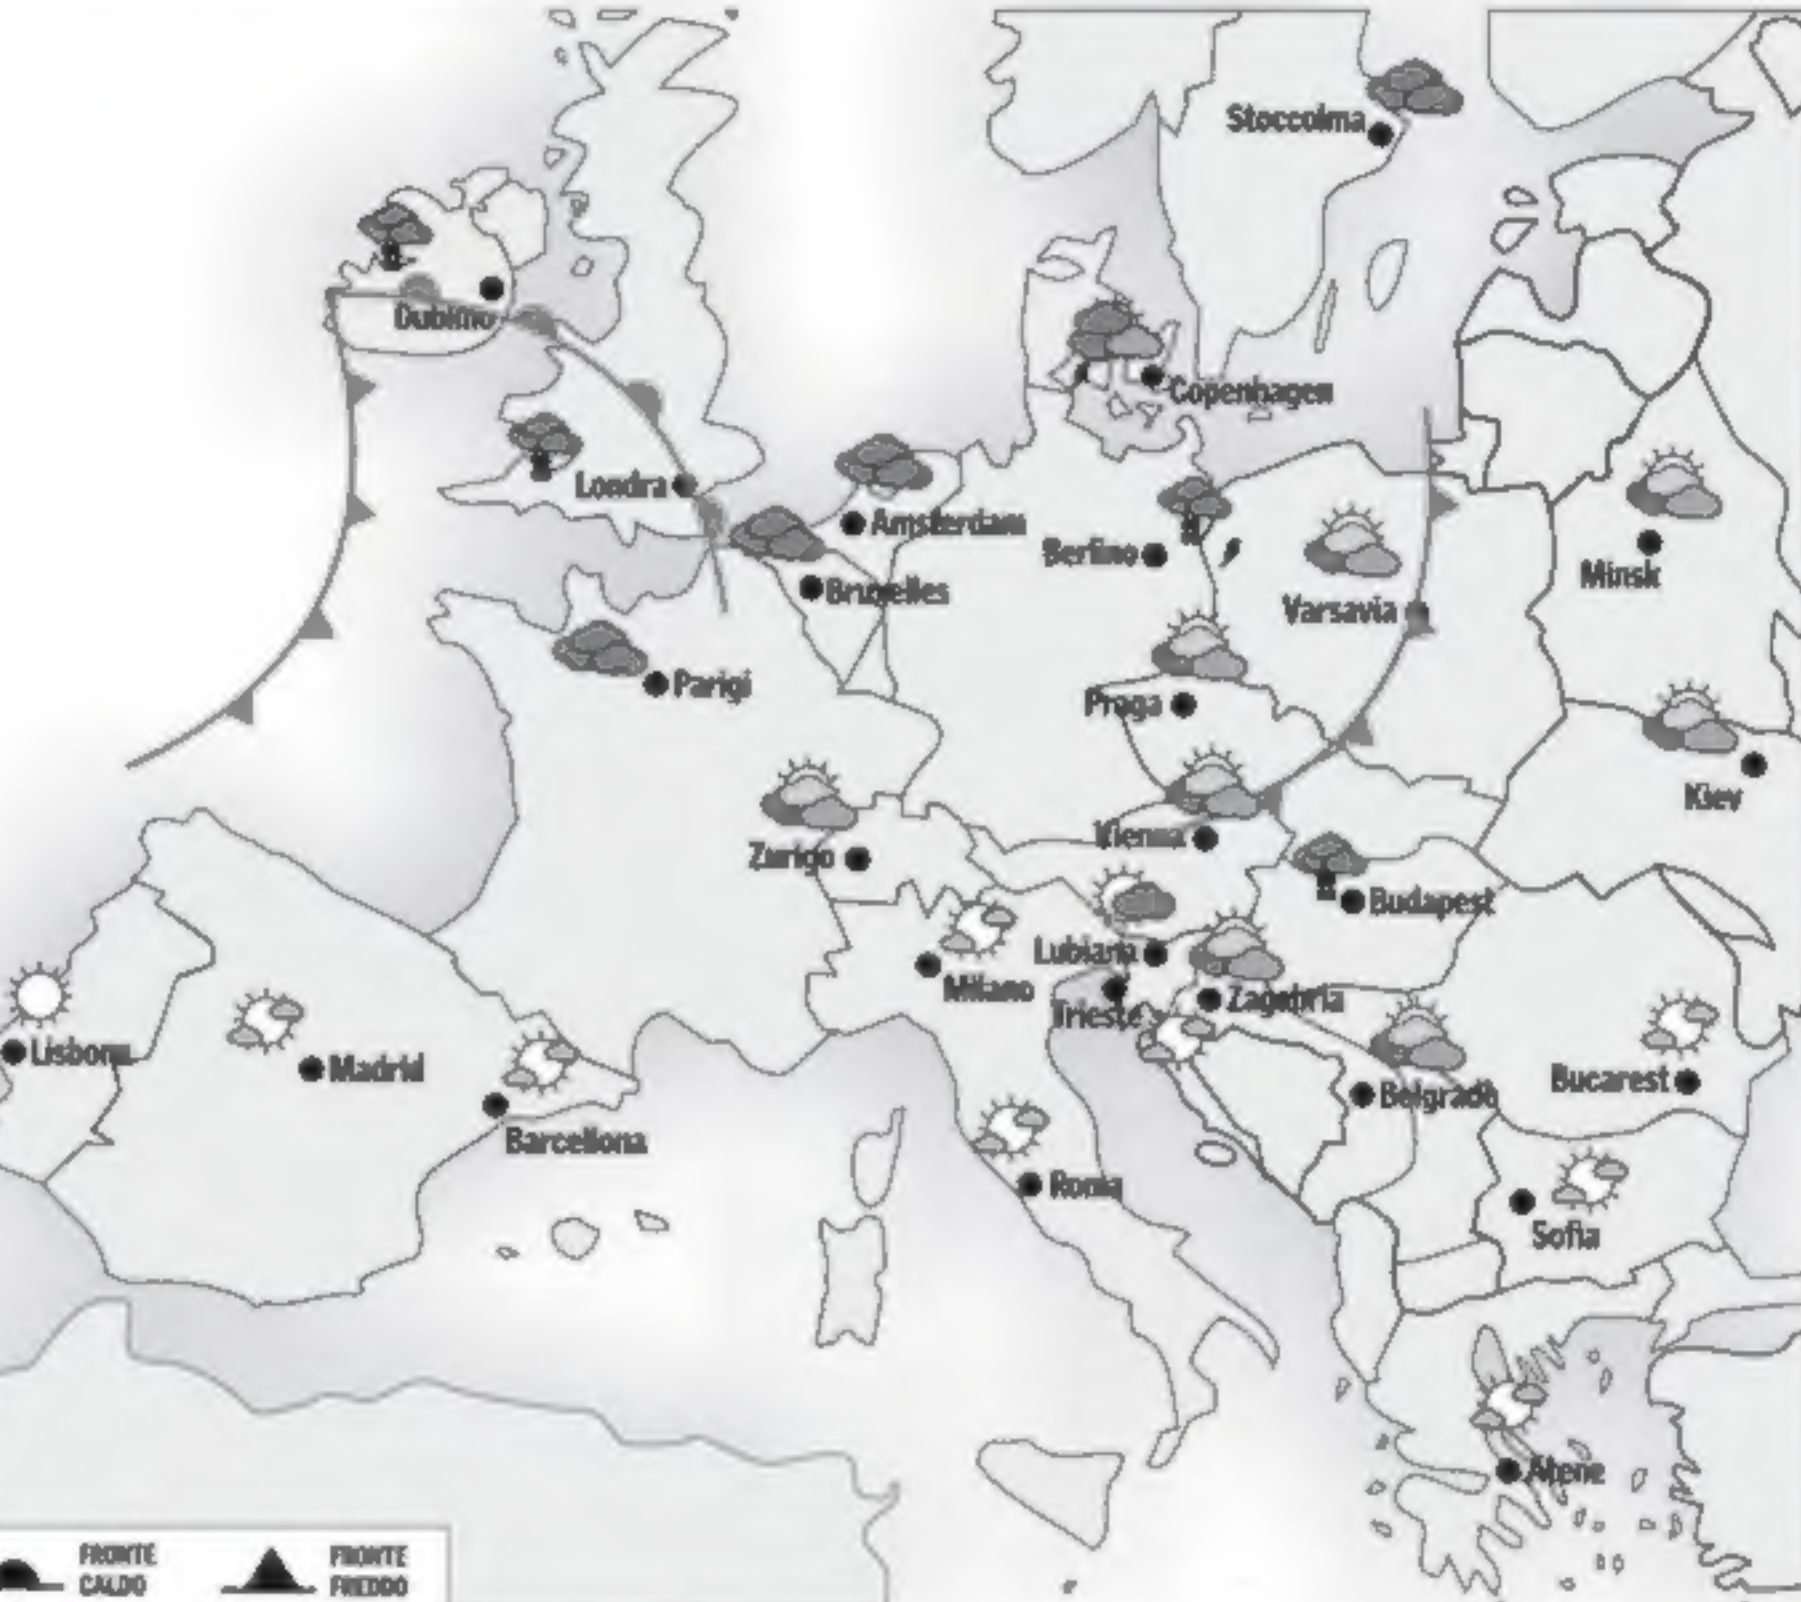 Stoccolma
Dublino
Copenhagen
Londra
Amsterdam
Berlino
Bruxelles
Minsk
Varsavia
Parigi
Praga
Kiev
Vienna
Zurigo
Budapest
Lubiana
Milano
Zagabria
Trieste
Lisbona
Madrid
Bucarest
Belgrado
Barcellona
Roma
Sofia
Atene
FRONTE
CALDO
FRONTE
FREDDO